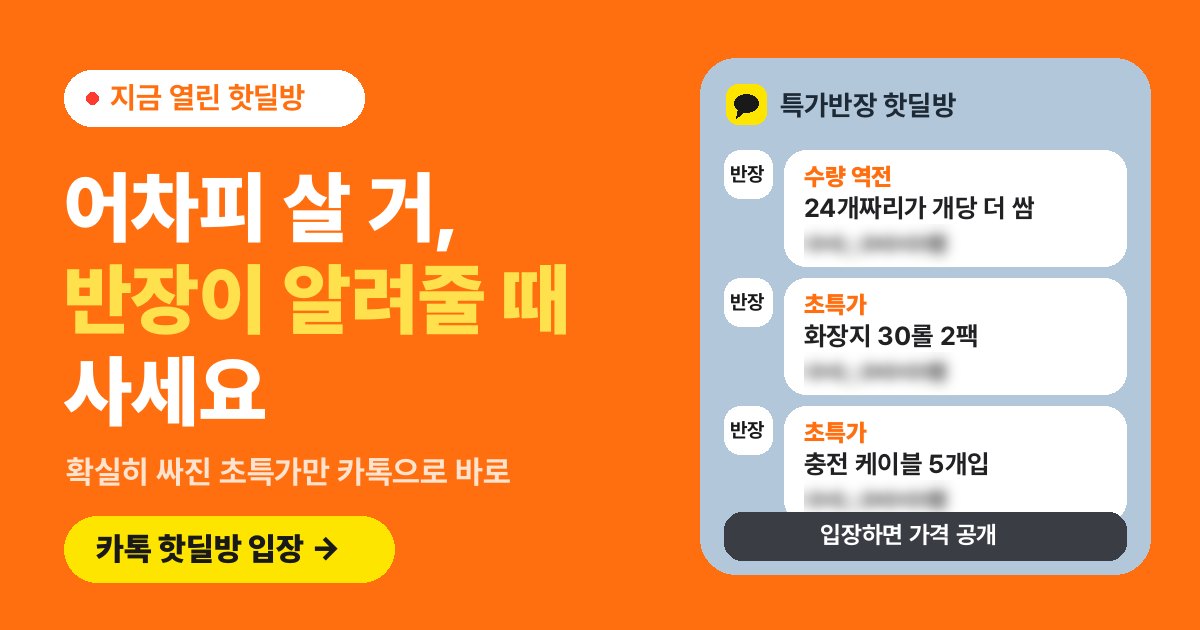 지금 열린 핫딜방
어차피 살 거,
반장이 알려줄 때
사세요
확실히 싸진 초특가만 카톡으로 바로
카톡 핫딜방 입장 →
특가반장 핫딜방
반장
수량 역전
24개짜리가 개당 더 쌈
반장
초특가
화장지 30롤 2팩
반장
초특가
충전 케이블 5개입
입장하면 가격 공개